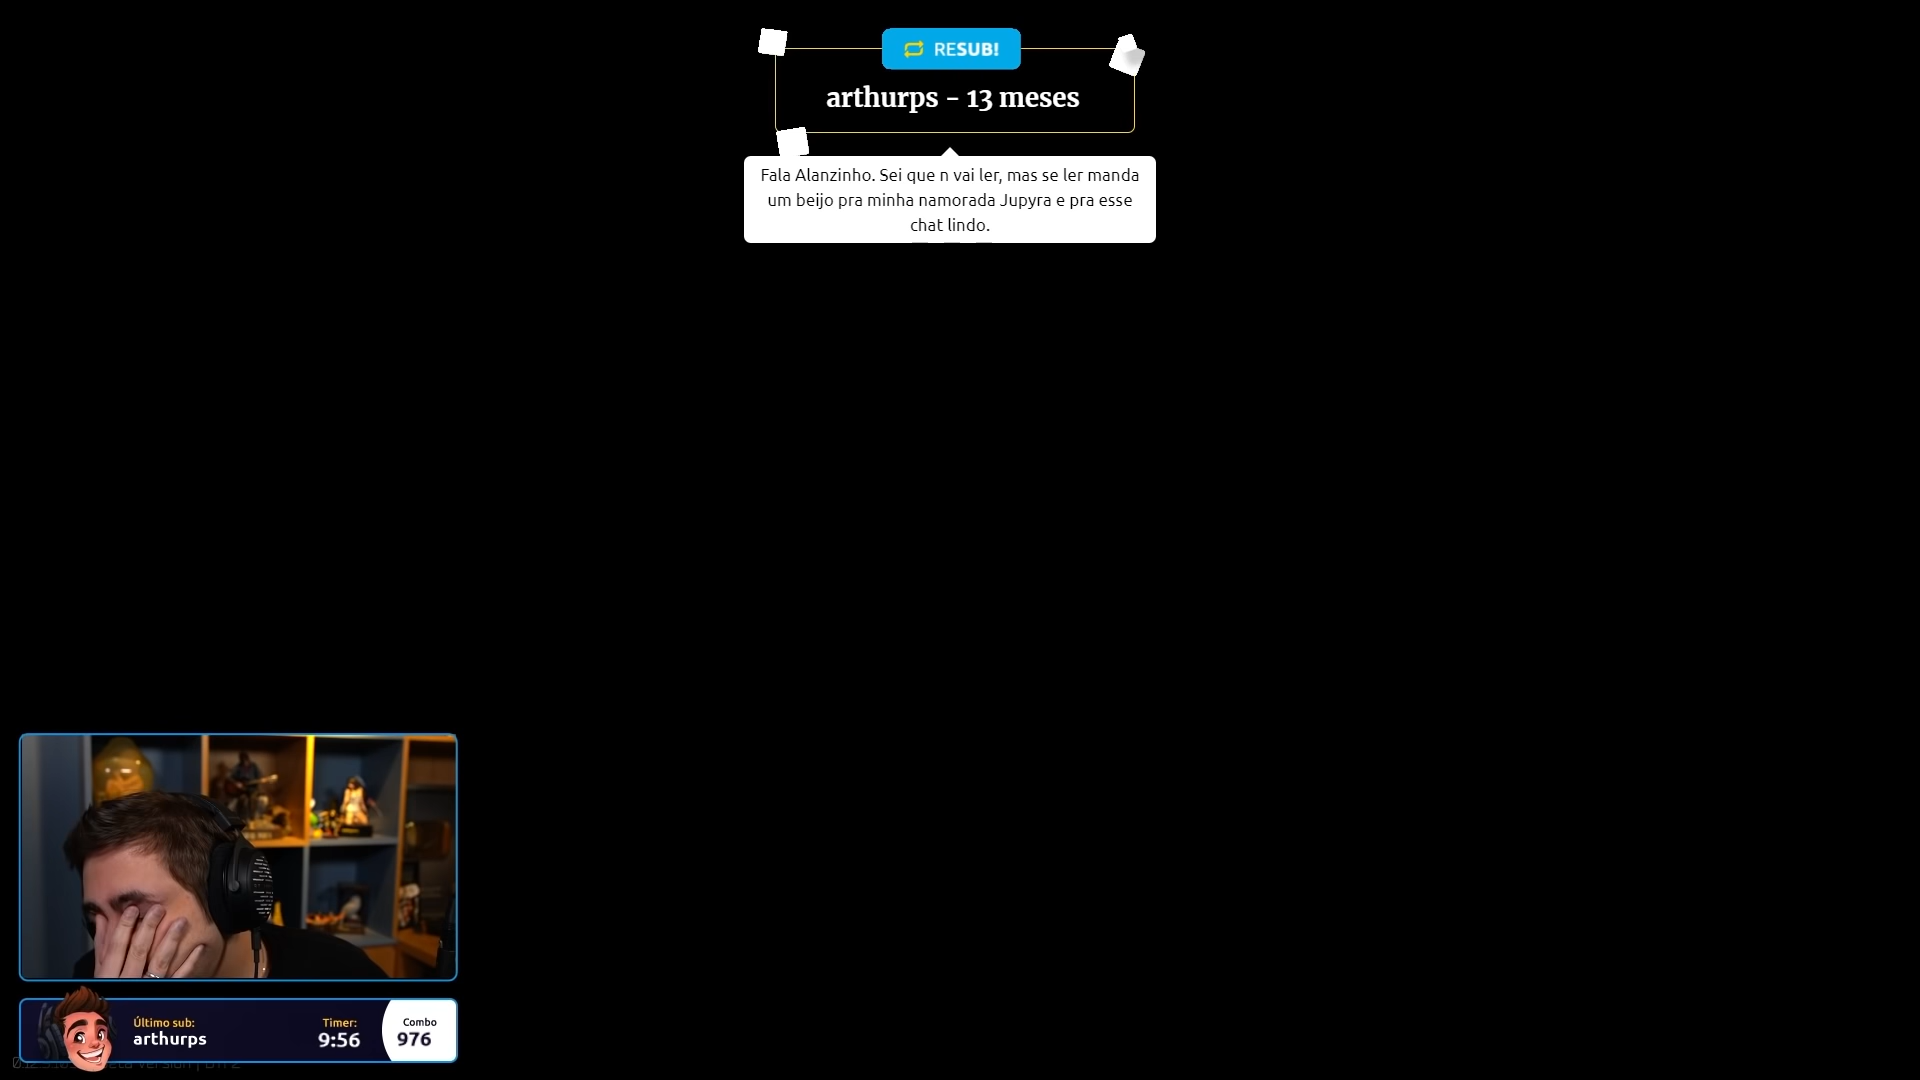 RESUB!
arthurps - 13 meses
Fala Alanzinho. Sei que n vai ler, mas se ler manda
um beijo pra minha namorada Jupyra e pra esse
chat lindo.
Último sub:
arthurps
Timer:
9:56
Combo
976